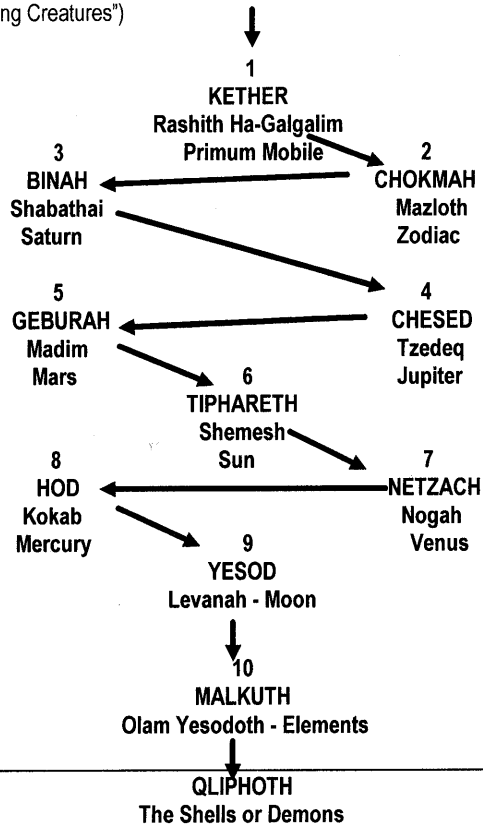 ng Creatures”)
1
KETHER
Rashith Ha-Galgalim
Primum Mobile
2
CHOKMAH
Mazloth
Zodiac
3
BINAH
Shabathai
Saturn
4
CHESED
Tzedeq
Jupiter
5
GEBURAH
Madim
Mars
6
TIPHARETH
Shemesh
Sun
7
NETZACH
Nogah
Venus
8
HOD
Kokab
Mercury
9
YESOD
Levanah - Moon
10
MALKUTH
Olam Yesodoth - Elements
QLIPHOTH
The Shells or Demons